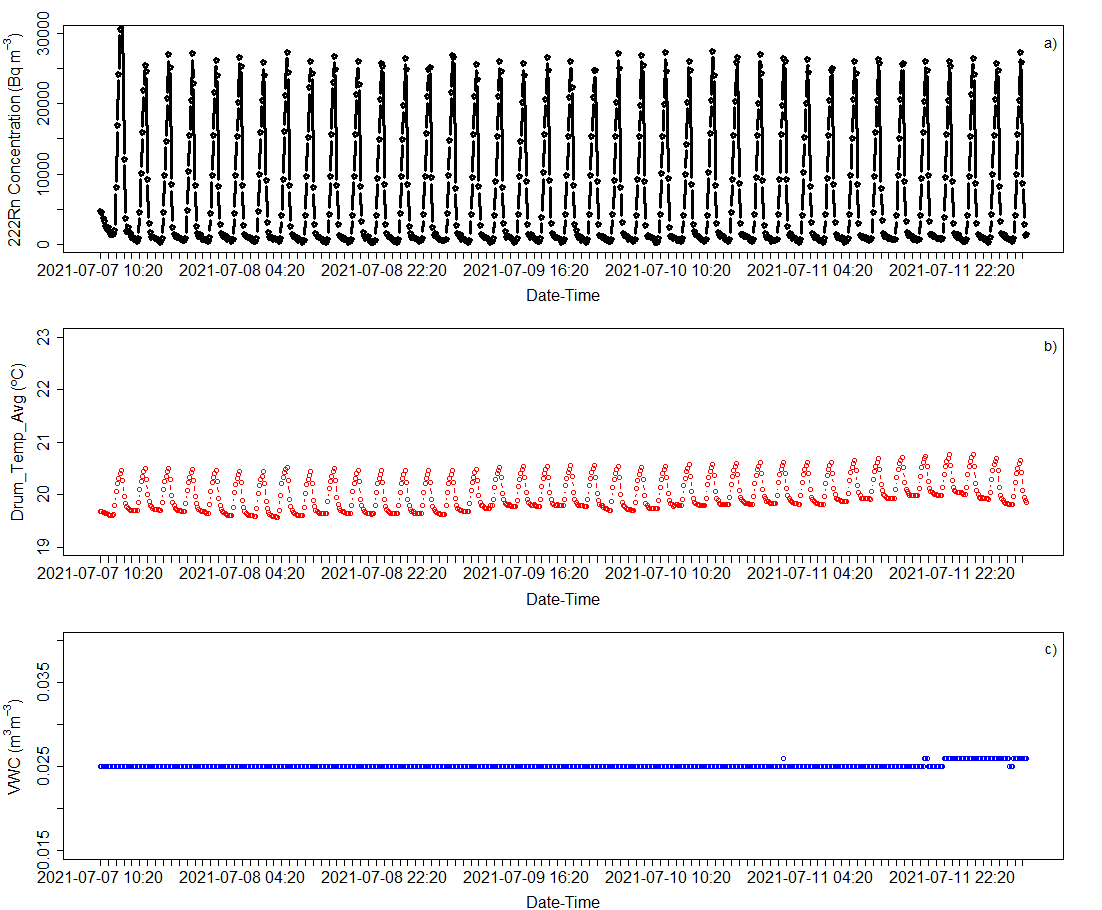 222Rn Concentration (Bq m⁻³)
30000
20000
10000
0
a)
2021-07-07 10:20 2021-07-08 04:20 2021-07-08 22:20 2021-07-09 16:20 2021-07-10 10:20 2021-07-11 04:20 2021-07-11 22:20
Date-Time
Drum_Temp_Avg (ºC)
23
22
21
20
19
b)
2021-07-07 10:20 2021-07-08 04:20 2021-07-08 22:20 2021-07-09 16:20 2021-07-10 10:20 2021-07-11 04:20 2021-07-11 22:20
Date-Time
VWC (m³m⁻³)
0.035
0.025
0.015
c)
2021-07-07 10:20 2021-07-08 04:20 2021-07-08 22:20 2021-07-09 16:20 2021-07-10 10:20 2021-07-11 04:20 2021-07-11 22:20
Date-Time